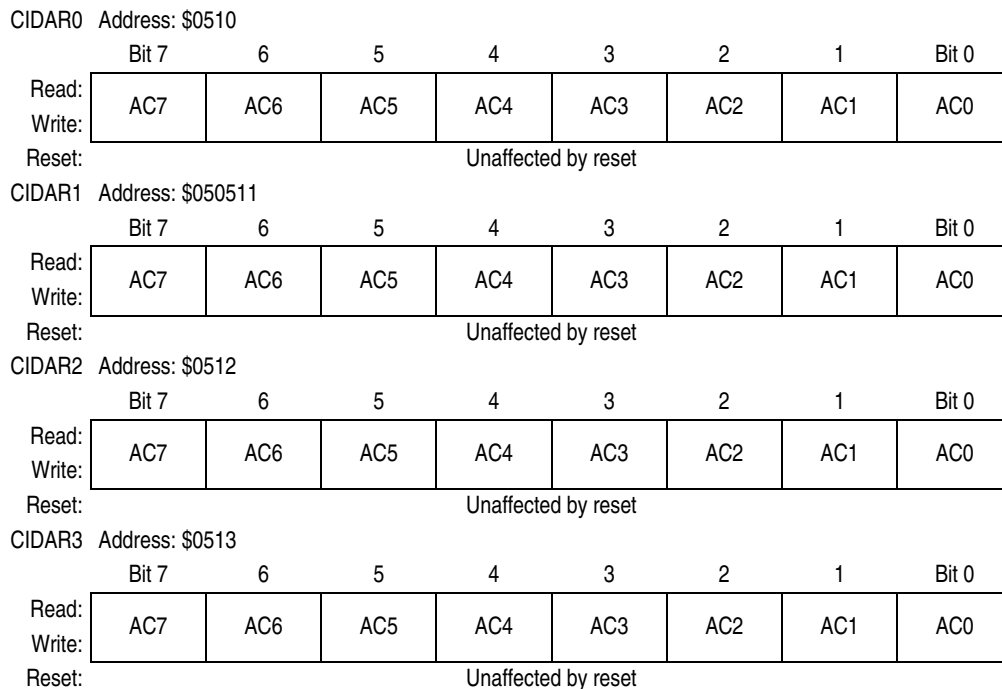 CIDAR0 Address: $0510
Bit 7 6 5 4 3 2 1 Bit 0
Read:
AC7 AC6 AC5 AC4 AC3 AC2 AC1 AC0
Write:
Reset: Unaffected by reset
CIDAR1 Address: $050511
Bit 7 6 5 4 3 2 1 Bit 0
Read:
AC7 AC6 AC5 AC4 AC3 AC2 AC1 AC0
Write:
Reset: Unaffected by reset
CIDAR2 Address: $0512
Bit 7 6 5 4 3 2 1 Bit 0
Read:
AC7 AC6 AC5 AC4 AC3 AC2 AC1 AC0
Write:
Reset: Unaffected by reset
CIDAR3 Address: $0513
Bit 7 6 5 4 3 2 1 Bit 0
Read:
AC7 AC6 AC5 AC4 AC3 AC2 AC1 AC0
Write:
Reset: Unaffected by reset